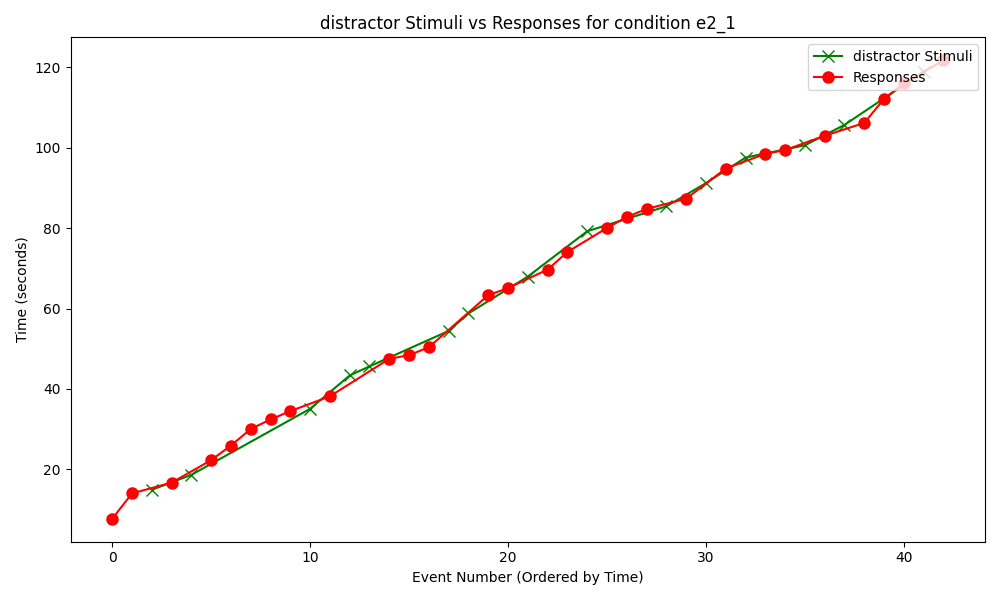 distractor Stimuli vs Responses for condition e2_1
distractor Stimuli
Responses
120
100
80
60
40
20
Time (seconds)
0
10
20
30
40
Event Number (Ordered by Time)